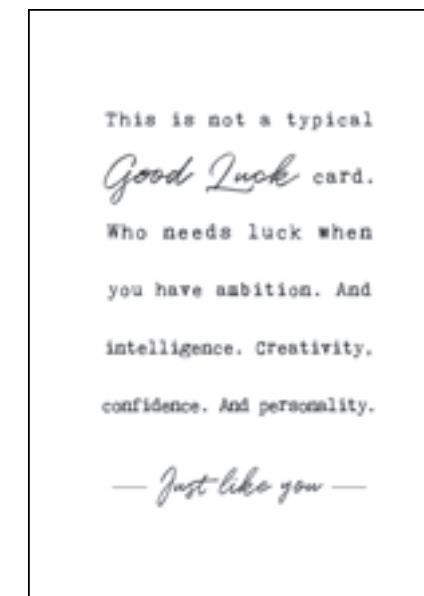 This is not a typical
Good Luck card.
Who needs luck when
you have ambition. And
intelligence. Creativity,
confidence. And personality.
— Just like you —